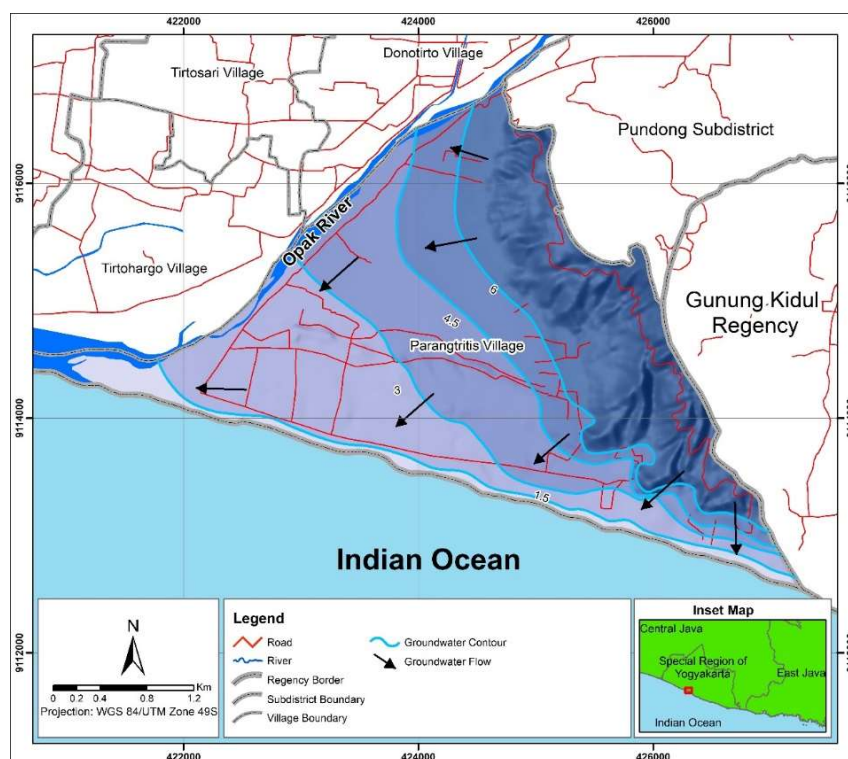 422000
424000
426000
Donotirto Village
Tirtosari Village
Pundong Subdistrict
9116000
Opak River
Tirtohargo Village
6
Gunung Kidul
Regency
4.5
Parangtritis Village
3
9114000
1.5
Indian Ocean
N
0 0.2 0.4 0.8 1.2
Km
Projection: WGS 84/UTM Zone 49S
Legend
Road
River
Regency Border
Subdistrict Boundary
Village Boundary
Groundwater Contour
Groundwater Flow
Inset Map
Central Java
Special Region of
Yogyakarta
East Java
Indian Ocean
9112000
422000
424000
426000